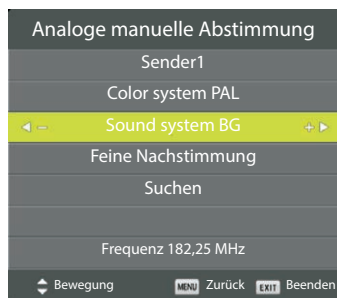 Analoge manuelle Abstimmung
Sender1
Color system PAL
Sound system BG
Feine Nachstimmung
Suchen
Frequenz 182,25 MHz
Bewegung MENU Zurück EXIT Beenden